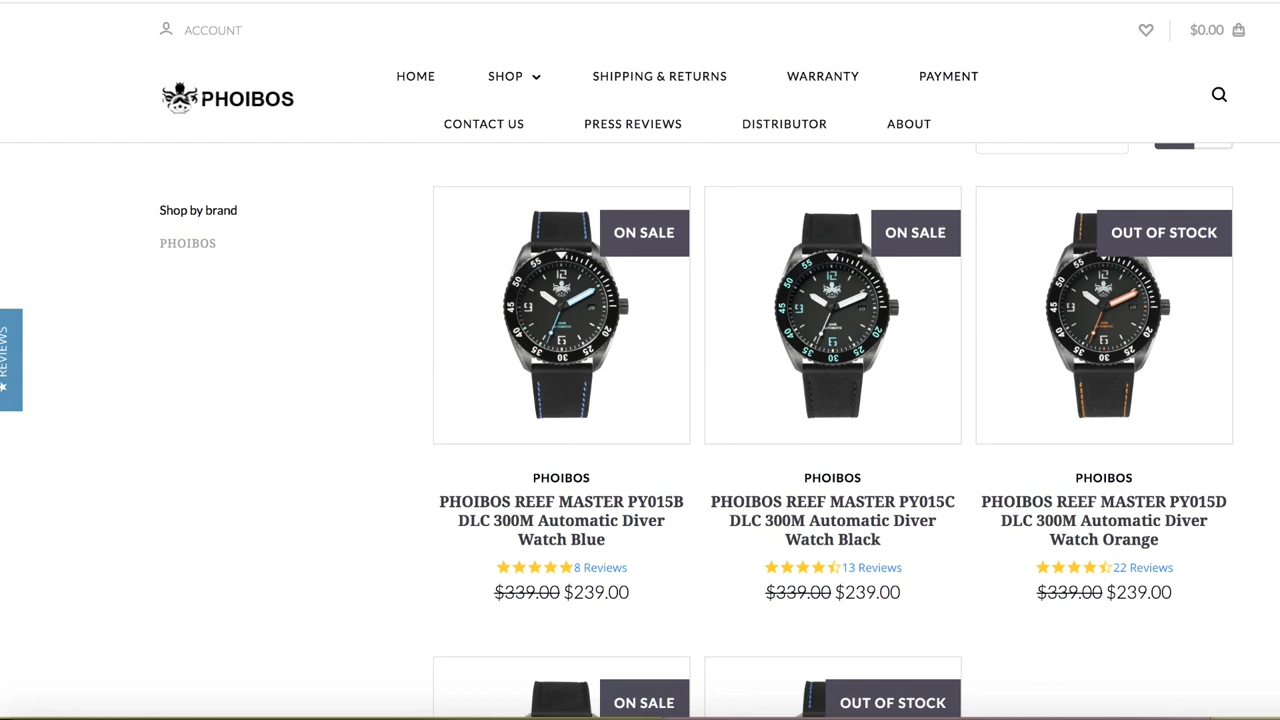 ACCOUNT
$0.00
PHOIBOS
HOME SHOP SHIPPING & RETURNS WARRANTY PAYMENT
CONTACT US PRESS REVIEWS DISTRIBUTOR ABOUT
Shop by brand
PHOIBOS
★ REVIEWS
ON SALE
ON SALE
OUT OF STOCK
PHOIBOS
PHOIBOS REEF MASTER PY015B
DLC 300M Automatic Diver
Watch Blue
8 Reviews
$339.00 $239.00
PHOIBOS
PHOIBOS REEF MASTER PY015C
DLC 300M Automatic Diver
Watch Black
13 Reviews
$339.00 $239.00
PHOIBOS
PHOIBOS REEF MASTER PY015D
DLC 300M Automatic Diver
Watch Orange
22 Reviews
$339.00 $239.00
ON SALE
OUT OF STOCK